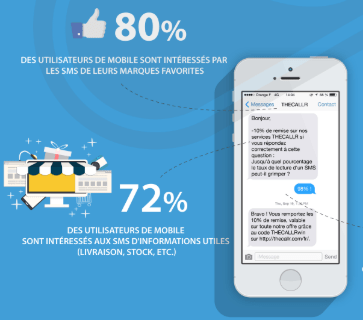 80%
DES UTILISATEURS DE MOBILE SONT INTÉRESSÉS PAR
LES SMS DE LEURS MARQUES FAVORITES
72%
DES UTILISATEURS DE MOBILE
SONT INTÉRESSÉS AUX SMS D'INFORMATIONS UTILES
(LIVRAISON, STOCK, ETC.)
Messages THECALLR Contact
Bonjour,
-10% de remise sur nos
services THECALLR si
vous répondez
correctement à cette
question :
Jusqu'à quel pourcentage
le taux de lecture d'un SMS
peut-il grimper ?
98% !
Bravo ! Vous remportez les
10% de remise, valable
sur toute notre offre grâce
au code THECALLRwin
sur http://thecallr.com/fr/.
Send